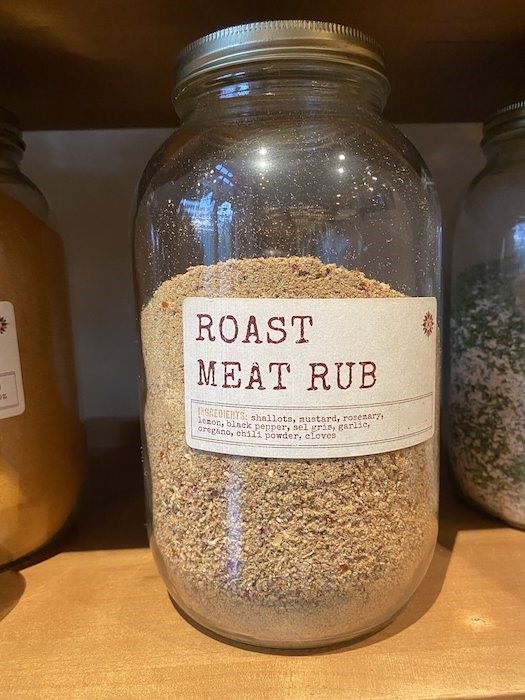 ROAST
MEAT RUB
INGREDIENTS: shallots, mustard, rosemary,
lemon, black pepper, sel gris, garlic,
oregano, chili powder, cloves